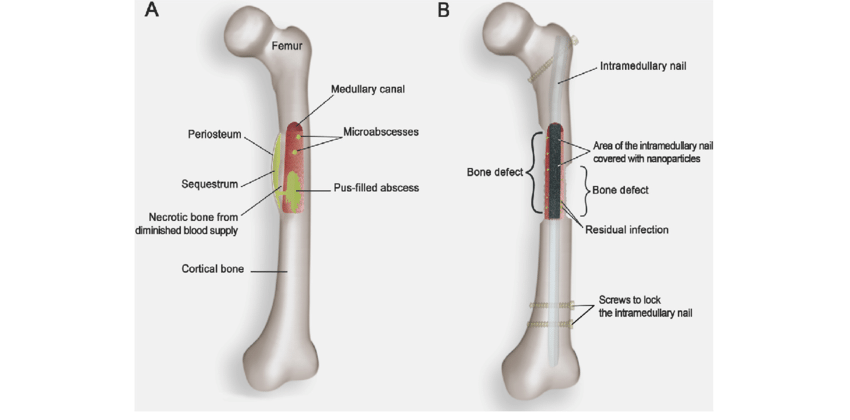 A
Femur
Medullary canal
Microabscesses
Periosteum
Sequestrum
Pus-filled abscess
Necrotic bone from
diminished blood supply
Cortical bone
B
Intramedullary nail
Area of the intramedullary nail
covered with nanoparticles
Bone defect
Bone defect
Residual infection
Screws to lock
the intramedullary nail